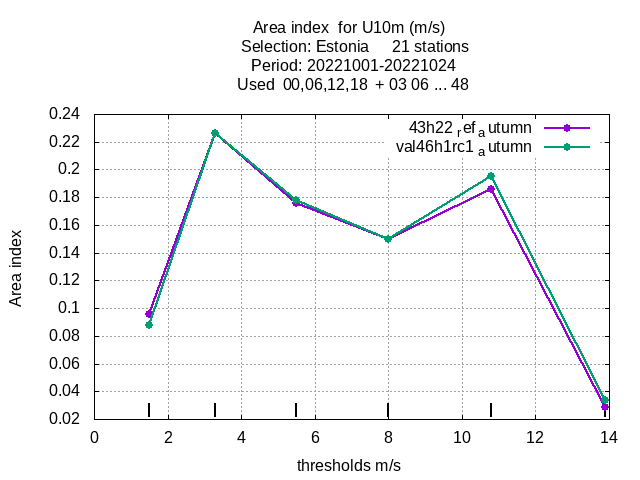 Area index  for U10m (m/s)
Selection: Estonia     21 stations
Period: 20221001-20221024
Used  00,06,12,18  + 03 06 ... 48
43h22 ref a utumn
val46h1rc1 a utumn
0.24
0.22
0.2
0.18
0.16
0.14
0.12
0.1
0.08
0.06
0.04
0.02
Area index
0 2 4 6 8 10 12 14
thresholds m/s